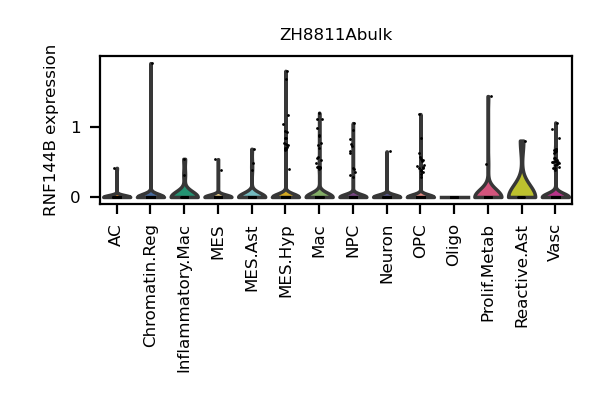 ZH8811Abulk
RNF144B expression
1
0
AC
Chromatin.Reg
Inflammatory.Mac
MES
MES.Ast
MES.Hyp
Mac
NPC
Neuron
OPC
Oligo
Prolif.Metab
Reactive.Ast
Vasc